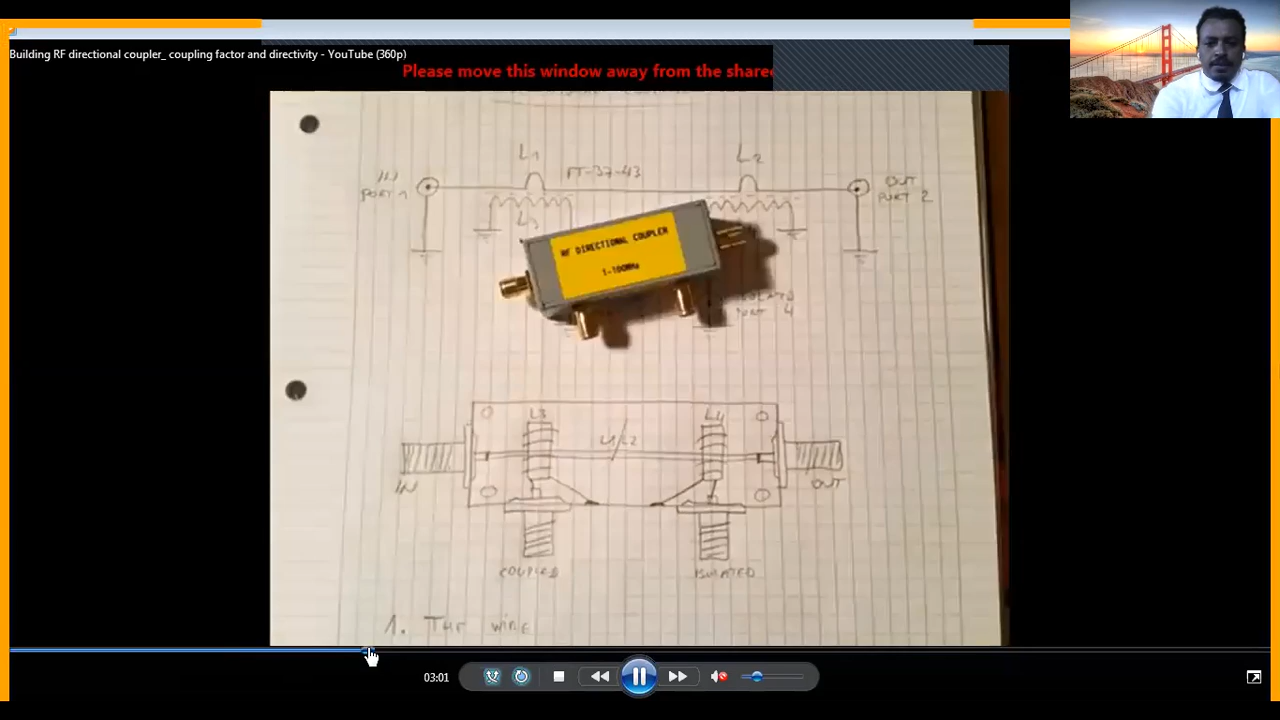 Building RF directional coupler_ coupling factor and directivity - YouTube (360p)
Please move this window away from the share
L1
FT-37-43
L2
IN
PORT 1
OUT
PORT 2
L3
RF DIRECTIONAL COUPLER
1-100MHz
PORT 4
L3
L1/L2
L4
IN
OUT
COUPLED
ISOLATED
1. THE WIRE
03:01